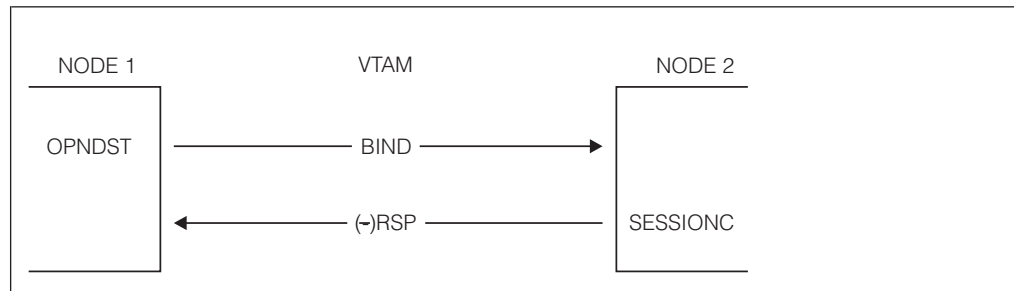 NODE 1 VTAM NODE 2
OPNDST BIND
(-)RSP SESSIONC